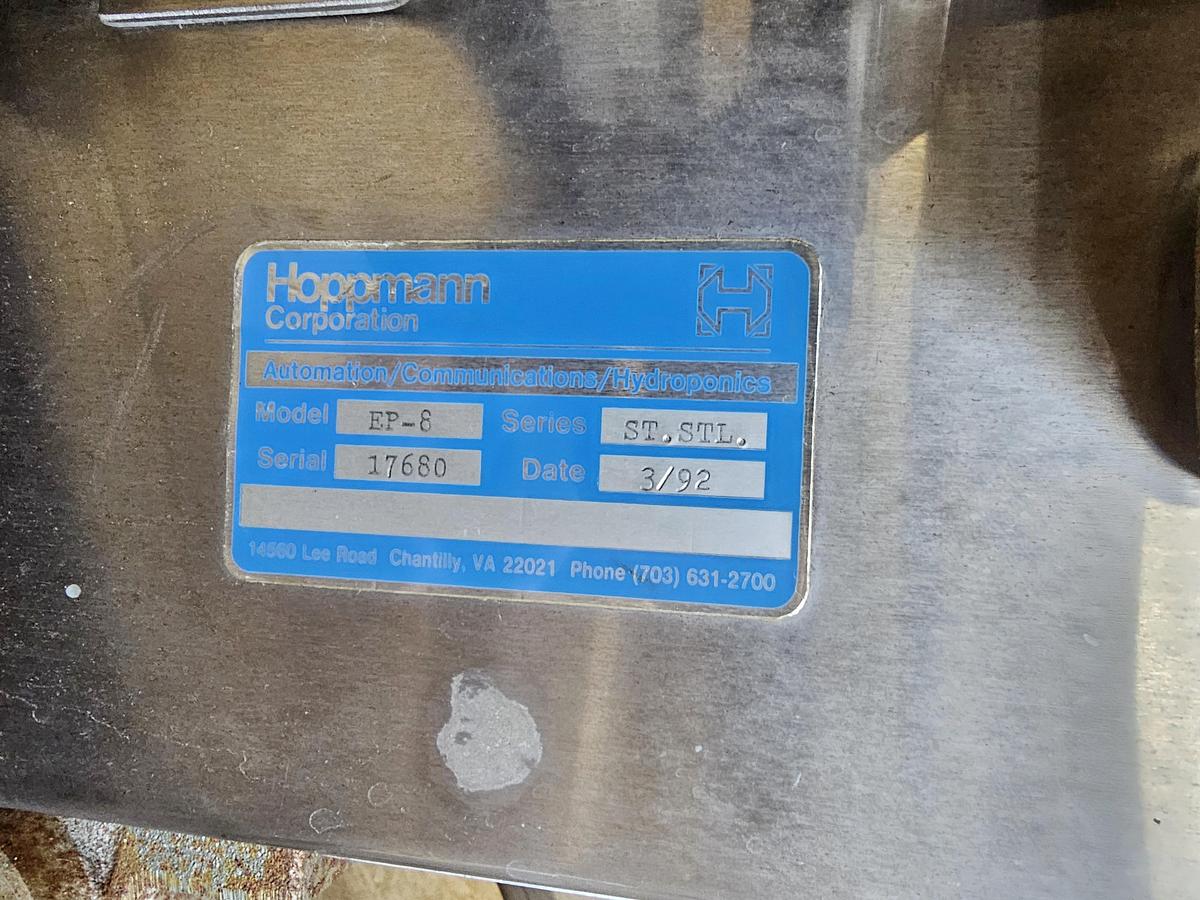 Hoppmann
Corporation
Automation/Communications/Hydroponics
Model EP-8 Series ST.STL.
Serial 17680 Date 3/92
14560 Lee Road Chantilly, VA 22021 Phone (703) 631-2700